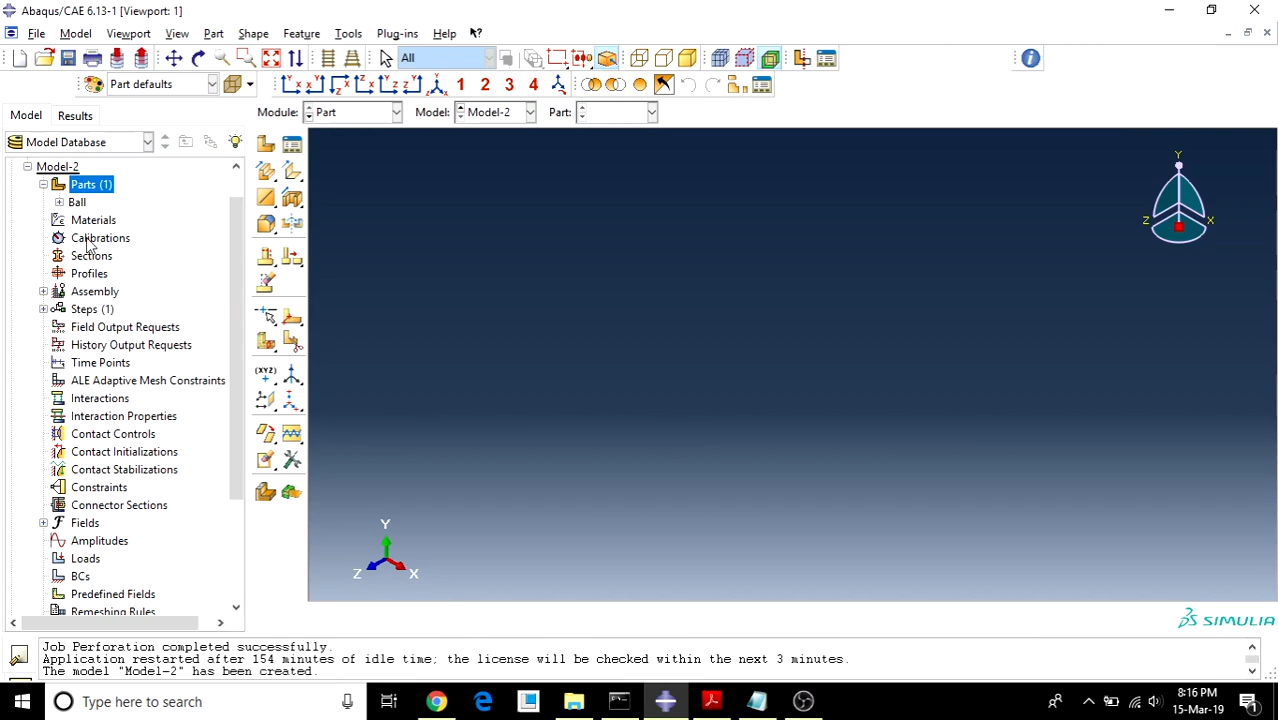 Abaqus/CAE 6.13-1 [Viewport: 1]
File Model Viewport View Part Shape Feature Tools Plug-ins Help
All
Part defaults
1 2 3 4
Model Results
Module: Part Model: Model-2 Part:
Model Database
Model-2
Parts (1)
Ball
Materials
Calibrations
Sections
Profiles
Assembly
Steps (1)
Field Output Requests
History Output Requests
Time Points
ALE Adaptive Mesh Constraints
Interactions
Interaction Properties
Contact Controls
Contact Initializations
Contact Stabilizations
Constraints
Connector Sections
Fields
Amplitudes
Loads
BCs
Predefined Fields
Remeshing Rules
(XYZ)
Y
Z X
Y
Z X
SIMULIA
Job Perforation completed successfully.
Application restarted after 154 minutes of idle time; the license will be checked within the next 3 minutes.
The model "Model-2" has been created.
Type here to search
8:16 PM
15-Mar-19